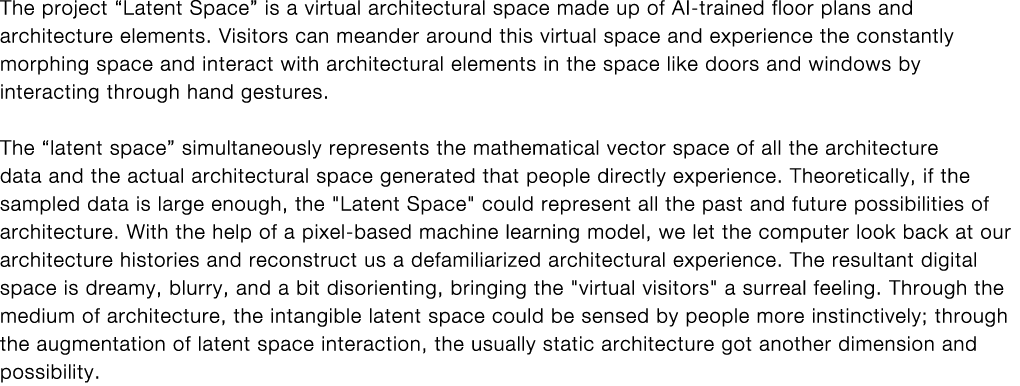 The project “Latent Space” is a virtual architectural space made up of AI-trained floor plans and
architecture elements. Visitors can meander around this virtual space and experience the constantly
morphing space and interact with architectural elements in the space like doors and windows by
interacting through hand gestures.
The “latent space” simultaneously represents the mathematical vector space of all the architecture
data and the actual architectural space generated that people directly experience. Theoretically, if the
sampled data is large enough, the "Latent Space" could represent all the past and future possibilities of
architecture. With the help of a pixel-based machine learning model, we let the computer look back at our
architecture histories and reconstruct us a defamiliarized architectural experience. The resultant digital
space is dreamy, blurry, and a bit disorienting, bringing the "virtual visitors" a surreal feeling. Through the
medium of architecture, the intangible latent space could be sensed by people more instinctively; through
the augmentation of latent space interaction, the usually static architecture got another dimension and
possibility.